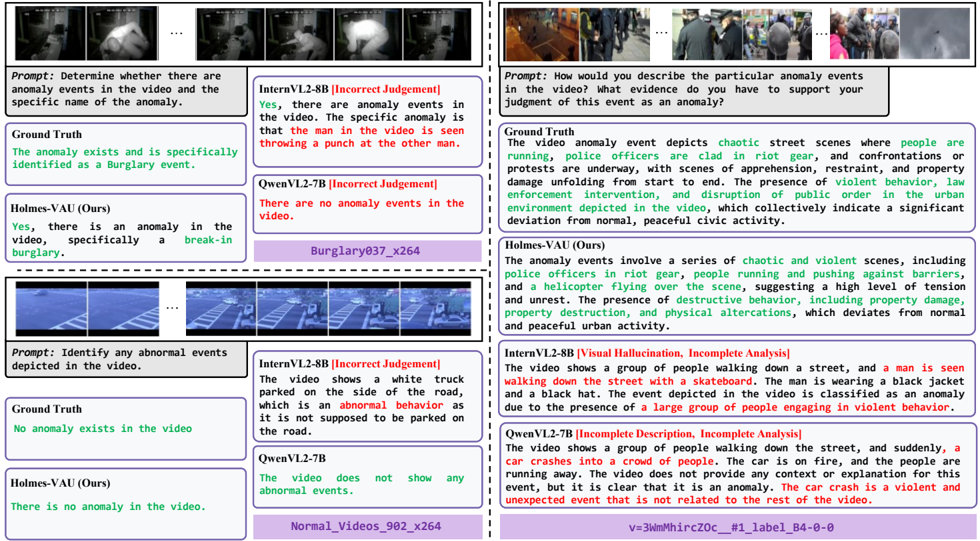 ...
Prompt: Determine whether there are
anomaly events in the video and the
specific name of the anomaly.
Ground Truth
The anomaly exists and is specifically
identified as a Burglary event.
Holmes-VAU (Ours)
Yes, there is an anomaly in the
video, specifically a break-in
burglary.
InternVL2-8B [Incorrect Judgement]
Yes, there are anomaly events in
the video. The specific anomaly is
that the man in the video is seen
throwing a punch at the other man.
QwenVL2-7B [Incorrect Judgement]
There are no anomaly events in the
video.
Burglary037_x264
...
Prompt: Identify any abnormal events
depicted in the video.
Ground Truth
No anomaly exists in the video
Holmes-VAU (Ours)
There is no anomaly in the video.
InternVL2-8B [Incorrect Judgement]
The video shows a white truck
parked on the side of the road,
which is an abnormal behavior as
it is not supposed to be parked on
the road.
QwenVL2-7B
The video does not show any
abnormal events.
Normal_Videos_902_x264
... ...
Prompt: How would you describe the particular anomaly events
in the video? What evidence do you have to support your
judgment of this event as an anomaly?
Ground Truth
The video anomaly event depicts chaotic street scenes where people are
running, police officers are clad in riot gear, and confrontations or
protests are underway, with scenes of apprehension, restraint, and property
damage unfolding from start to end. The presence of violent behavior, law
enforcement intervention, and disruption of public order in the urban
environment depicted in the video, which collectively indicate a significant
deviation from normal, peaceful civic activity.
Holmes-VAU (Ours)
The anomaly events involve a series of chaotic and violent scenes, including
police officers in riot gear, people running and pushing against barriers,
and a helicopter flying over the scene, suggesting a high level of tension
and unrest. The presence of destructive behavior, including property damage,
property destruction, and physical altercations, which deviates from normal
and peaceful urban activity.
InternVL2-8B [Visual Hallucination, Incomplete Analysis]
The video shows a group of people walking down a street, and a man is seen
walking down the street with a skateboard. The man is wearing a black jacket
and a black hat. The event depicted in the video is classified as an anomaly
due to the presence of a large group of people engaging in violent behavior.
QwenVL2-7B [Incomplete Description, Incomplete Analysis]
The video shows a group of people walking down the street, and suddenly, a
car crashes into a crowd of people. The car is on fire, and the people are
running away. The video does not provide any context or explanation for this
event, but it is clear that it is an anomaly. The car crash is a violent and
unexpected event that is not related to the rest of the video.
v=3WmMhircZOc__#1_label_B4-0-0